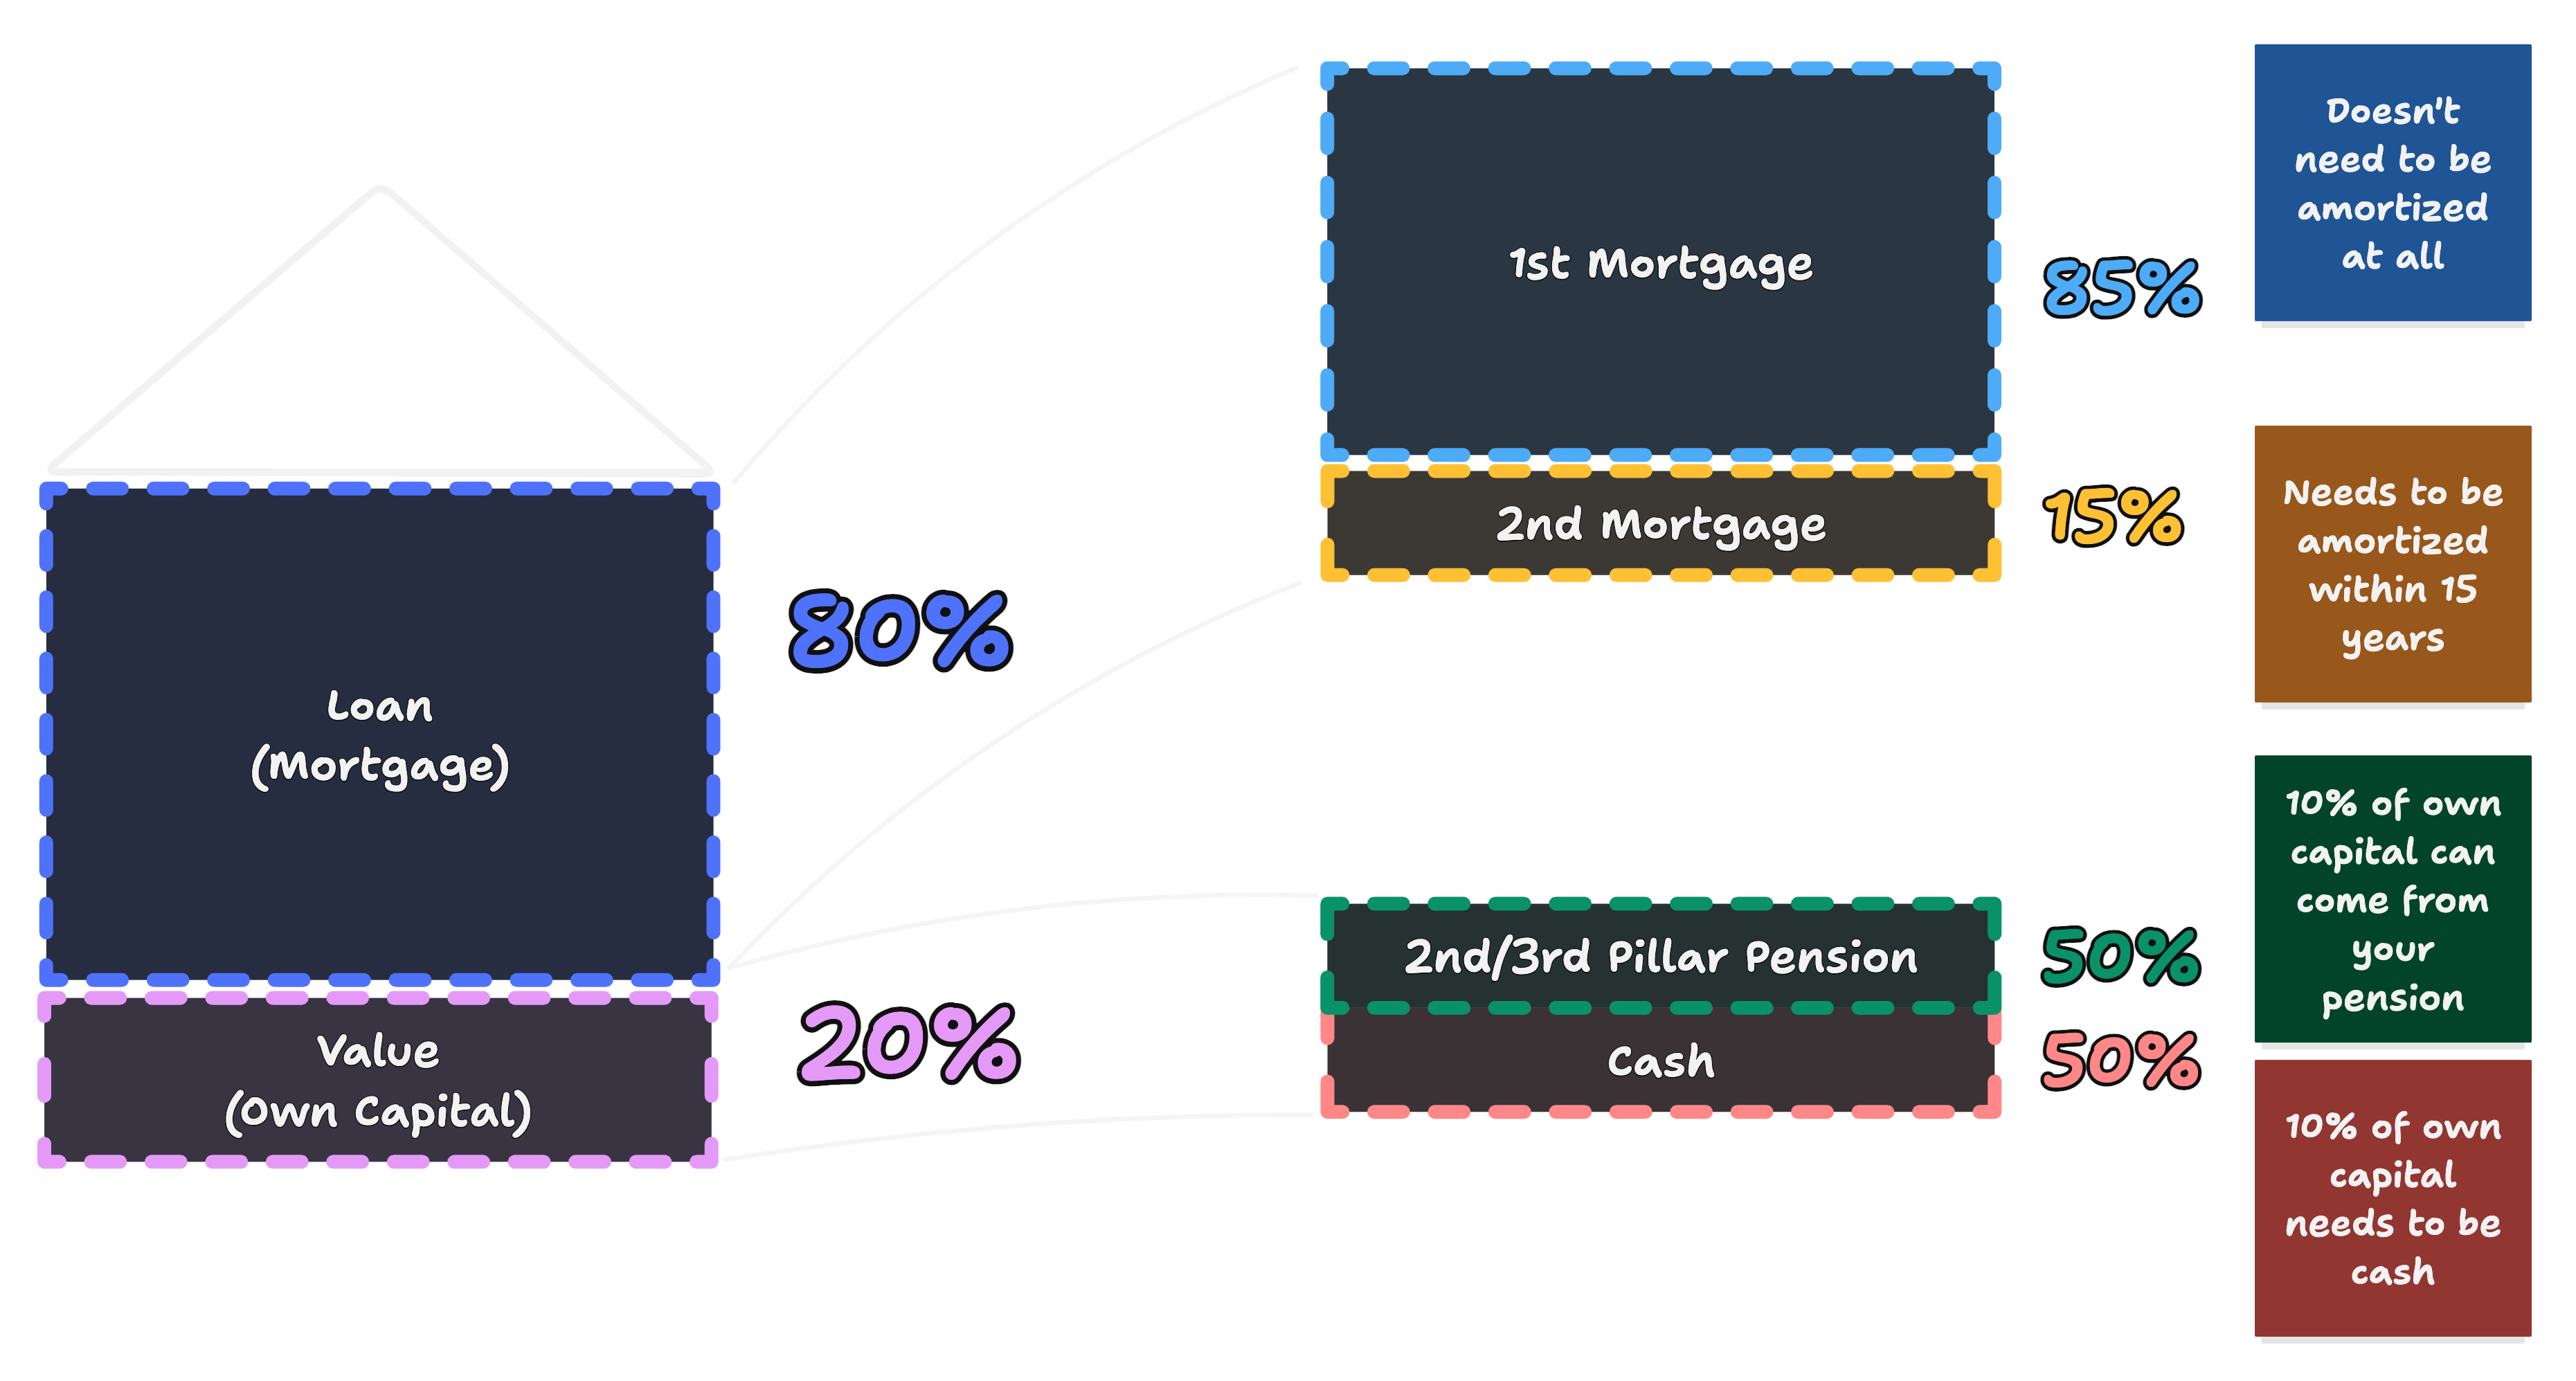 Loan
(Mortgage)
80%
Value
(Own Capital)
20%
1st Mortgage
85%
Doesn't
need to be
amortized
at all
2nd Mortgage
15%
Needs to be
amortized
within 15
years
2nd/3rd Pillar Pension
50%
10% of own
capital can
come from
your
pension
Cash
50%
10% of own
capital
needs to be
cash